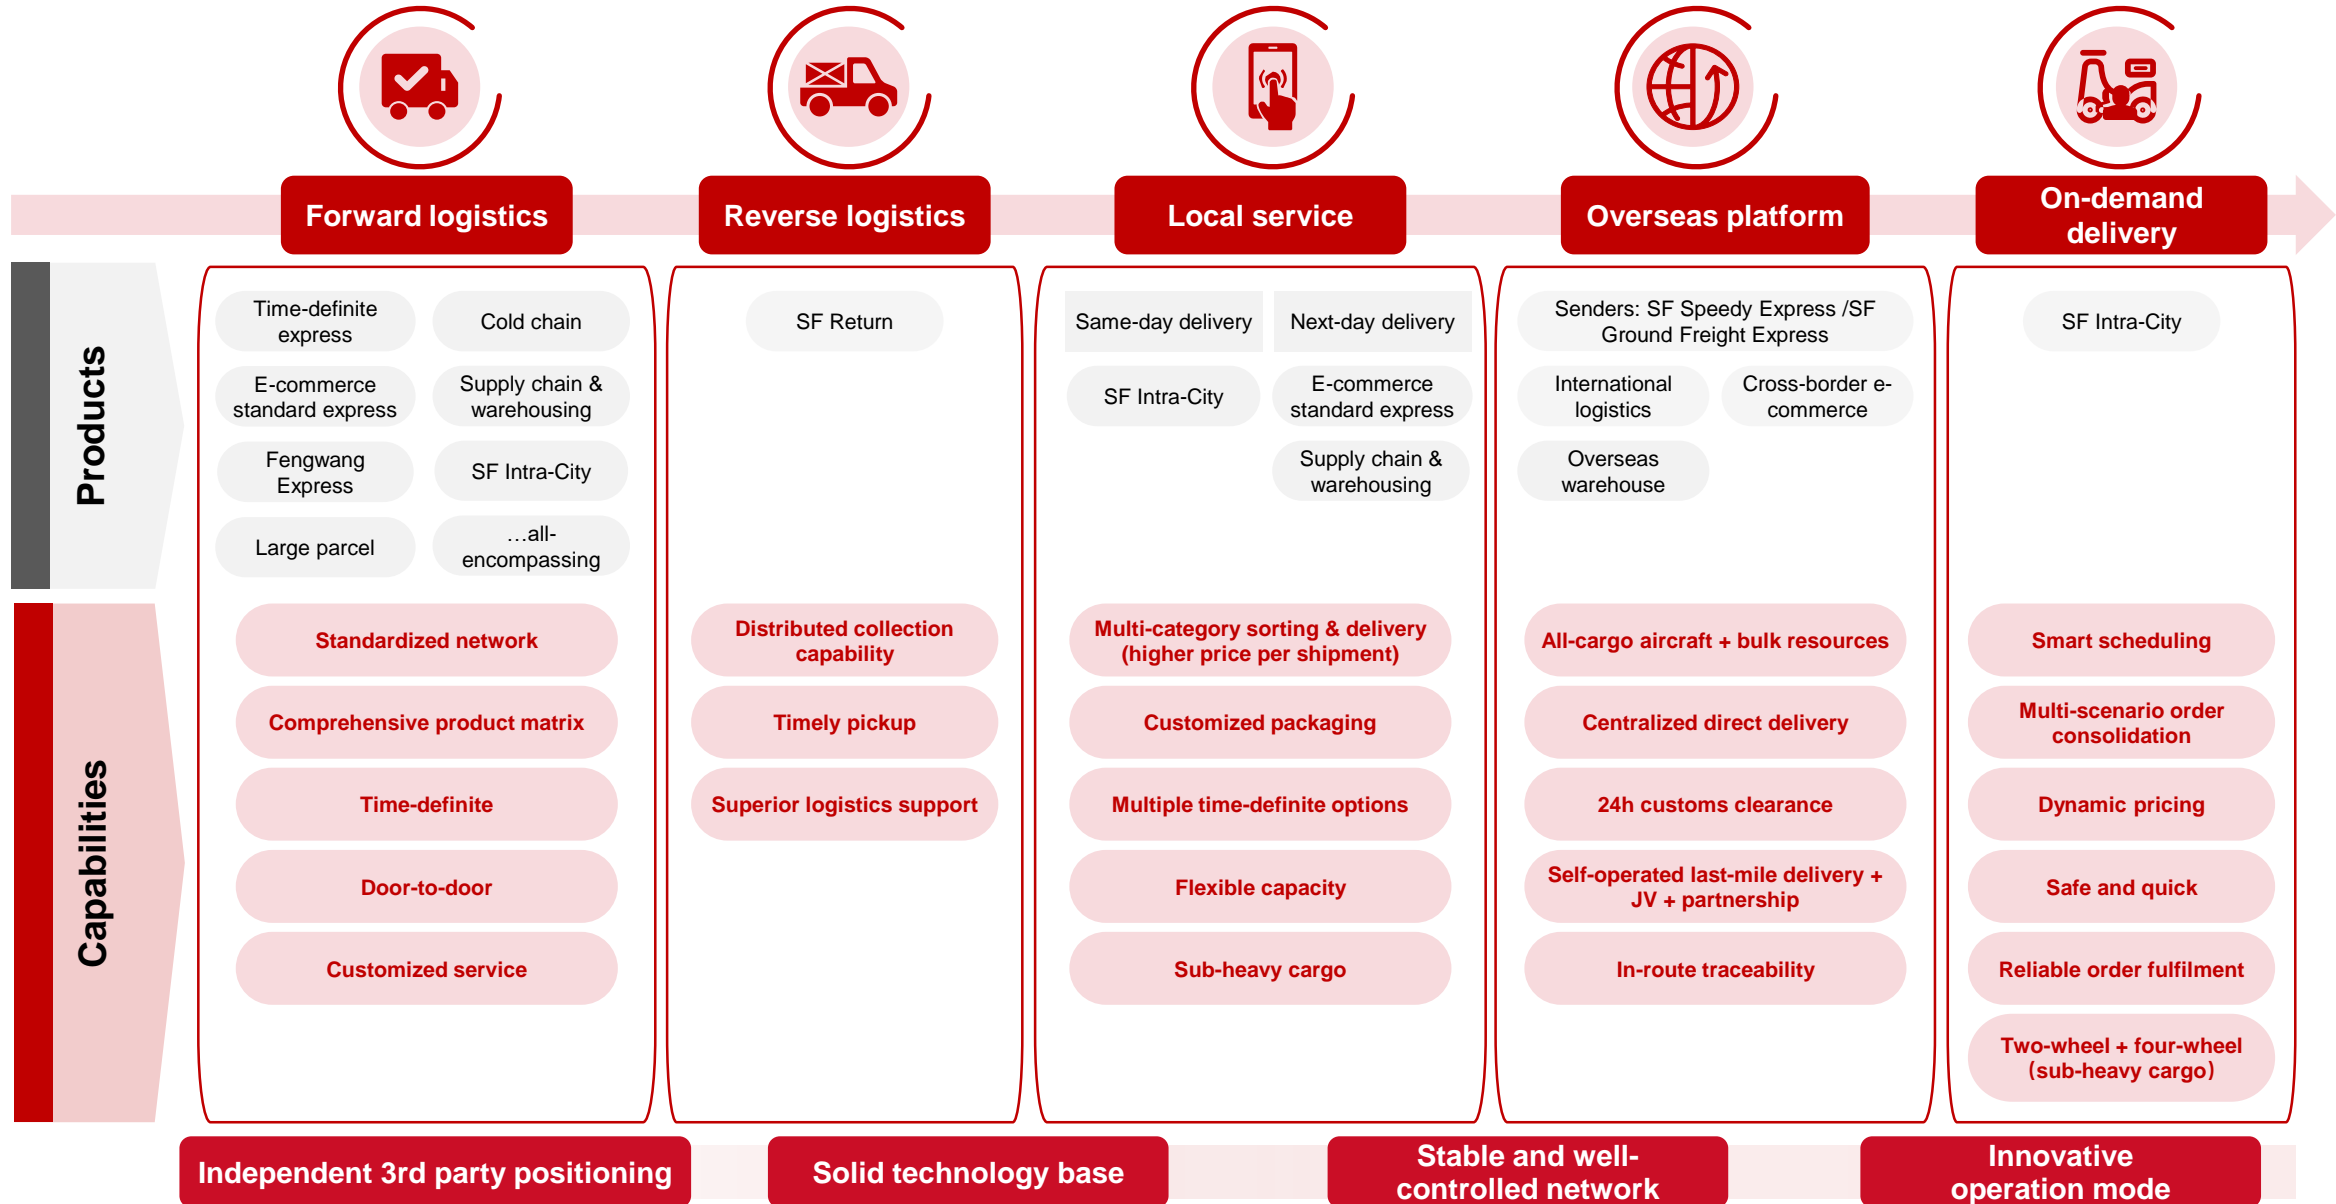 Forward logistics
Reverse logistics
Local service
Overseas platform
On-demand
delivery
Products
Time-definite
express
Cold chain
E-commerce
standard express
Supply chain &
warehousing
Fengwang
Express
SF Intra-City
Large parcel
…all-
encompassing
SF Return
Same-day delivery
Next-day delivery
SF Intra-City
E-commerce
standard express
Supply chain &
warehousing
Senders: SF Speedy Express /SF
Ground Freight Express
International
logistics
Cross-border e-
commerce
Overseas
warehouse
SF Intra-City
Capabilities
Standardized network
Comprehensive product matrix
Time-definite
Door-to-door
Customized service
Distributed collection
capability
Timely pickup
Superior logistics support
Multi-category sorting & delivery
(higher price per shipment)
Customized packaging
Multiple time-definite options
Flexible capacity
Sub-heavy cargo
All-cargo aircraft + bulk resources
Centralized direct delivery
24h customs clearance
Self-operated last-mile delivery +
JV + partnership
In-route traceability
Smart scheduling
Multi-scenario order
consolidation
Dynamic pricing
Safe and quick
Reliable order fulfilment
Two-wheel + four-wheel
(sub-heavy cargo)
Independent 3rd party positioning
Solid technology base
Stable and well-
controlled network
Innovative
operation mode